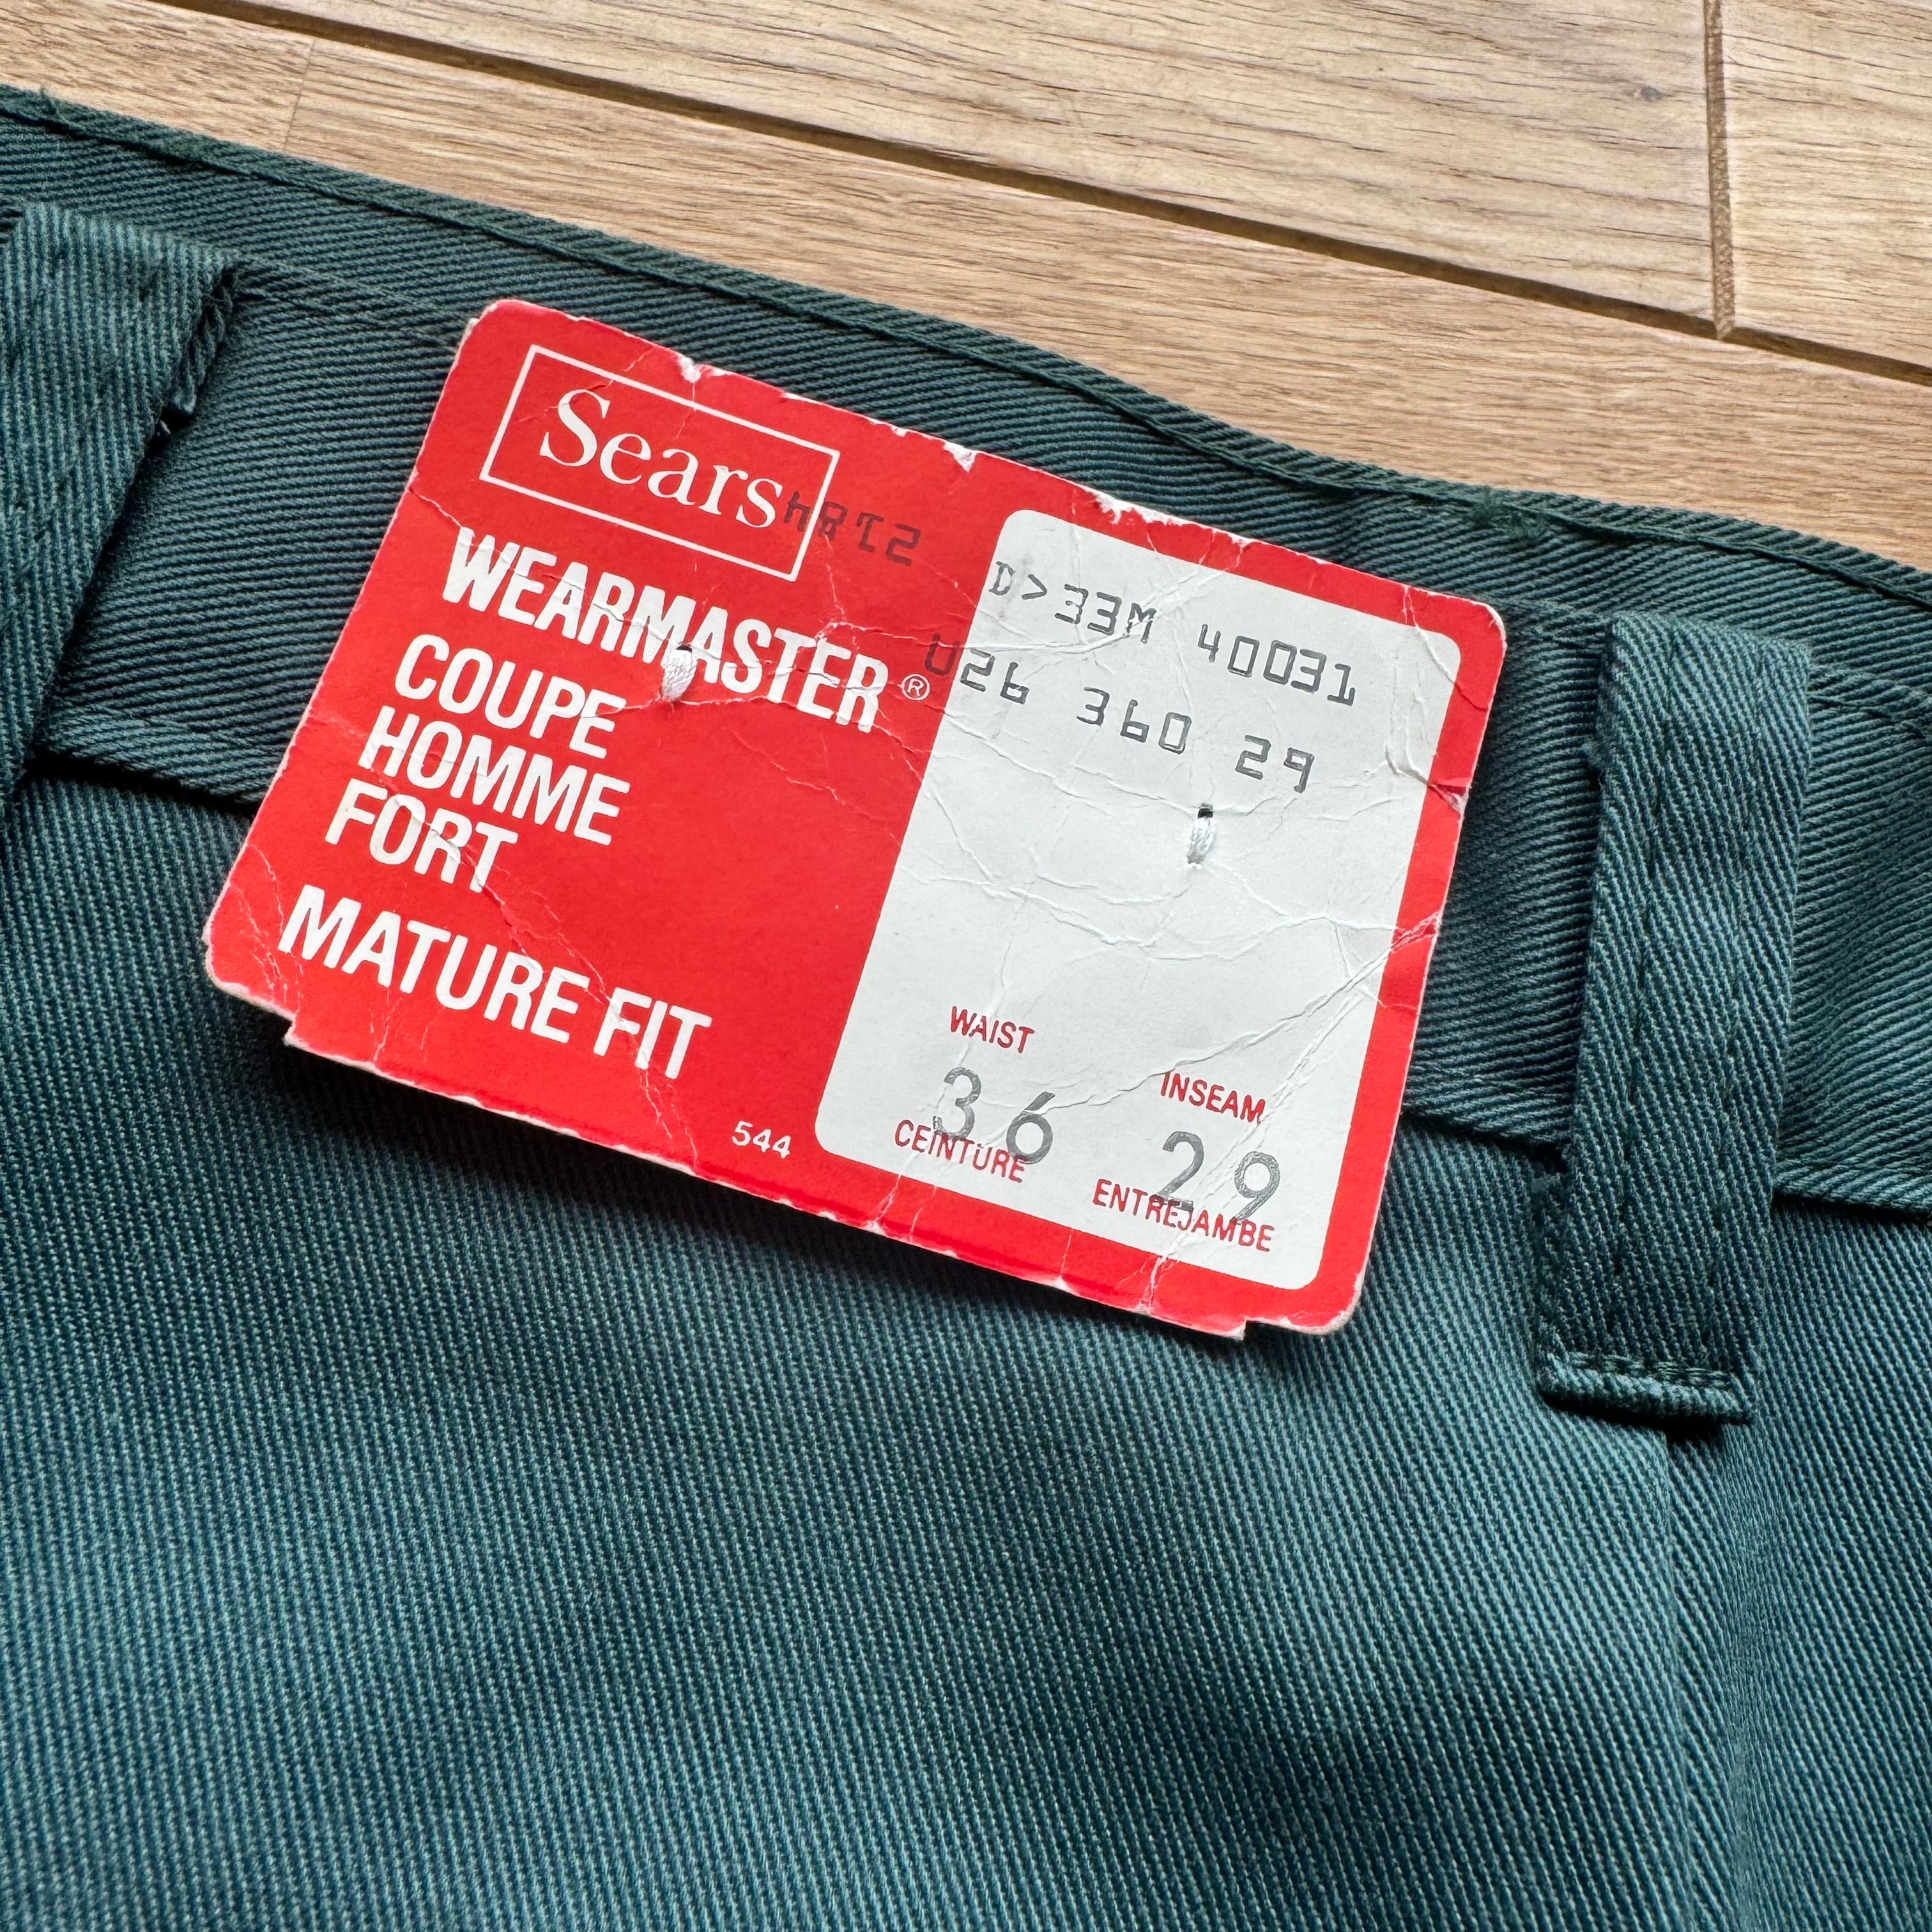 Sears
WEARMASTER®
COUPE
HOMME
FORT
MATURE FIT
544
D>33M 40031
U26 360 29
WAIST
36
CEINTURE
INSEAM
29
ENTREJAMBE